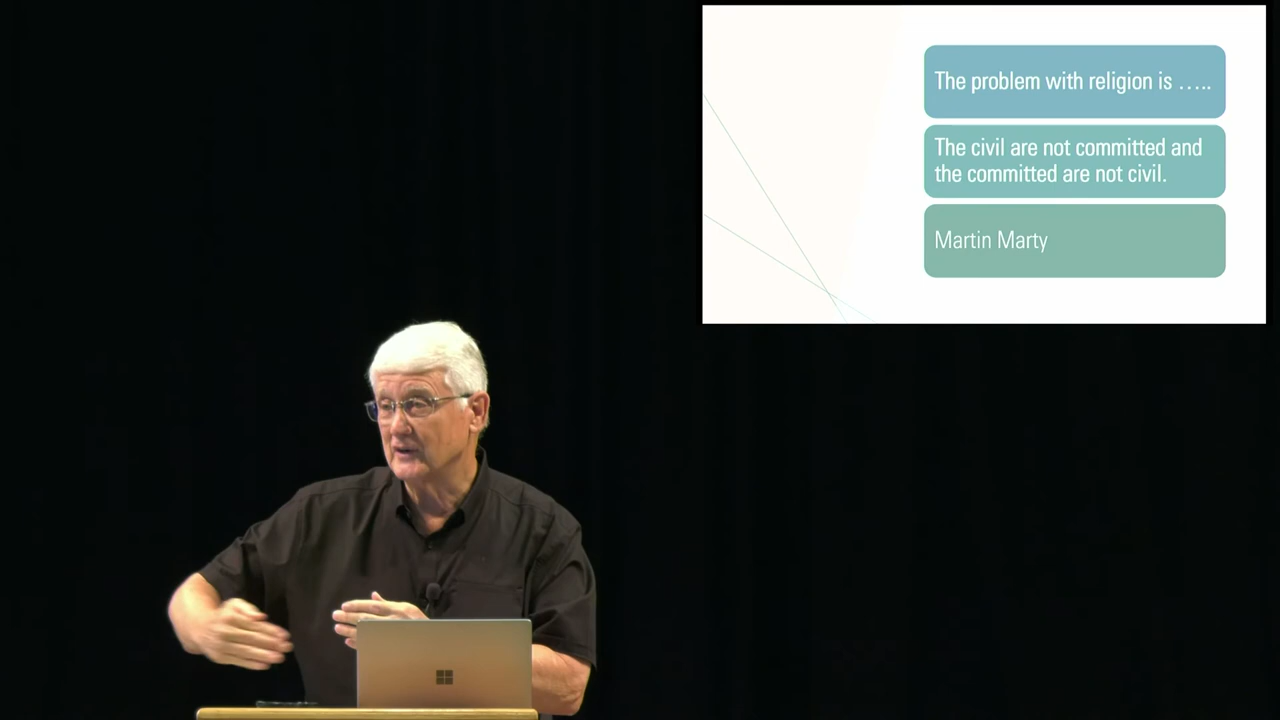 The problem with religion is …..
The civil are not committed and
the committed are not civil.
Martin Marty